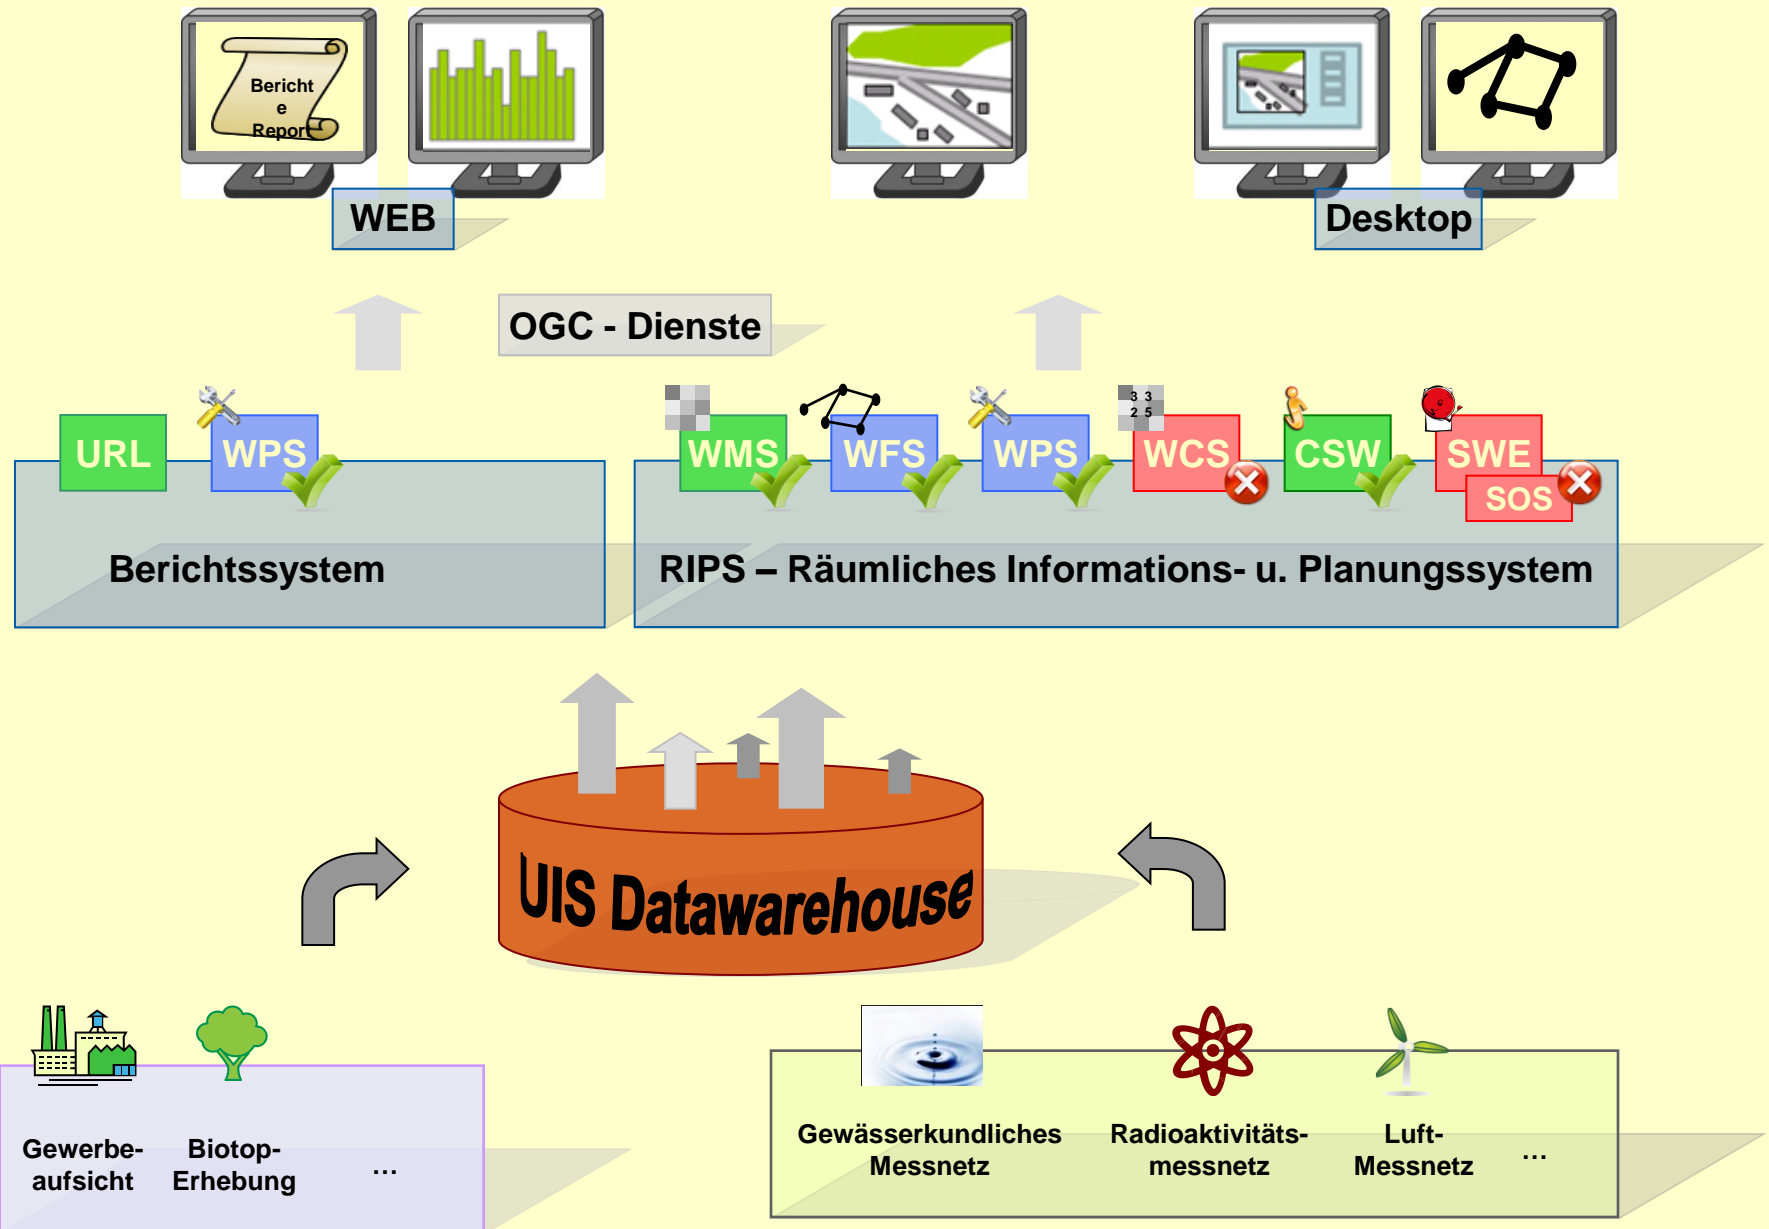 Bericht
e
Report
WEB
Desktop
OGC - Dienste
URL
WPS
WMS
WFS
WPS
3 3
2 5
WCS
CSW
SWE
SOS
Berichtssystem
RIPS – Räumliches Informations- u. Planungssystem
UIS Datawarehouse
Gewerbe-
aufsicht
Biotop-
Erhebung
...
Gewässerkundliches
Messnetz
Radioaktivitäts-
messnetz
Luft-
Messnetz
...